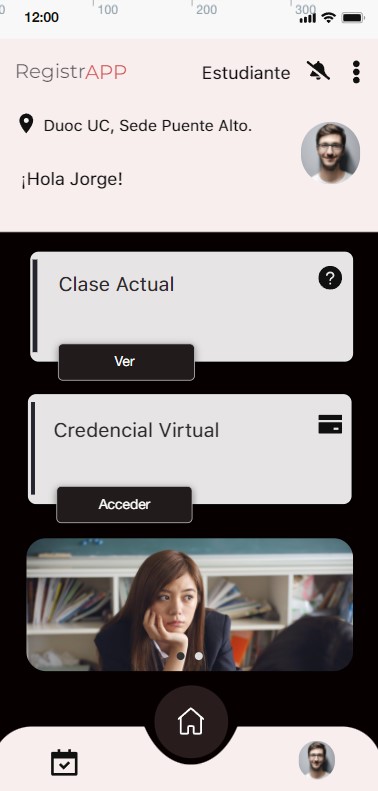 0 100 200 300
12:00
RegistrAPP Estudiante
Duoc UC, Sede Puente Alto.
¡Hola Jorge!
Clase Actual
?
Ver
Credencial Virtual
Acceder